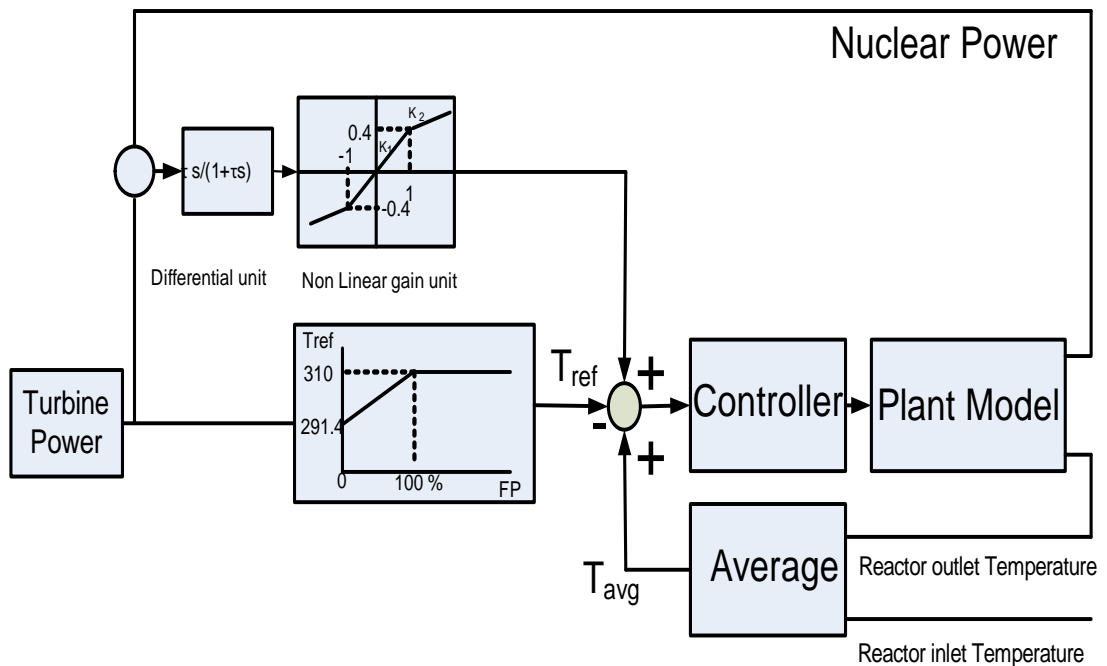 Nuclear Power
K 2
0.4
K1
-1
τ s/(1+τs)
1
-0.4
Differential unit
Non Linear gain unit
Tref
310
291.4
0
100 %
FP
Turbine
Power
Tref
+
-
+
Controller
Plant Model
Average
Tavg
Reactor outlet Temperature
Reactor inlet Temperature